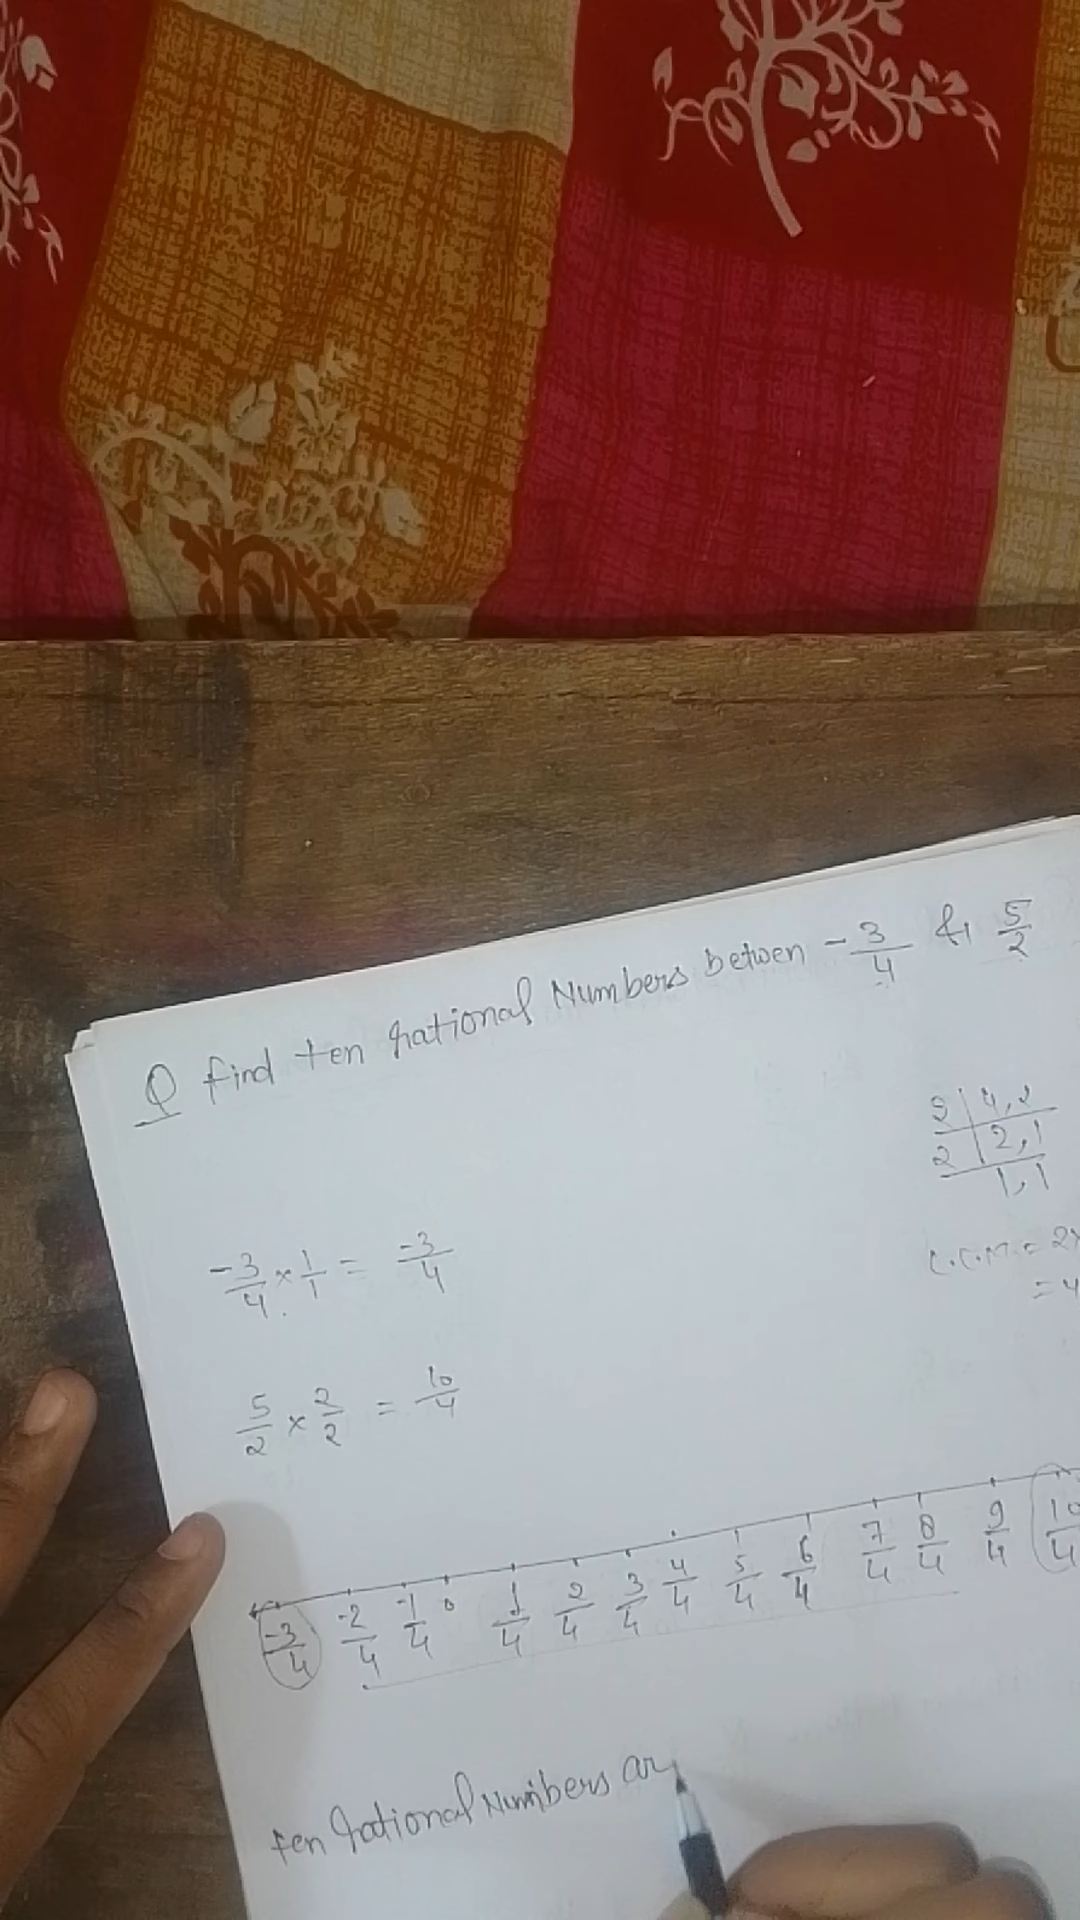 Q find ten rational Numbers betwen -3/4 & 5/2
2 | 4, 2
2 | 2, 1
1, 1
L.C.M. = 2x
= 4
-3/4 × 1/1 = -3/4
5/2 × 2/2 = 10/4
-3/4 -2/4 -1/4 0 1/4 2/4 3/4 4/4 5/4 6/4 7/4 8/4 9/4 10/4
ten rational Numbers ar